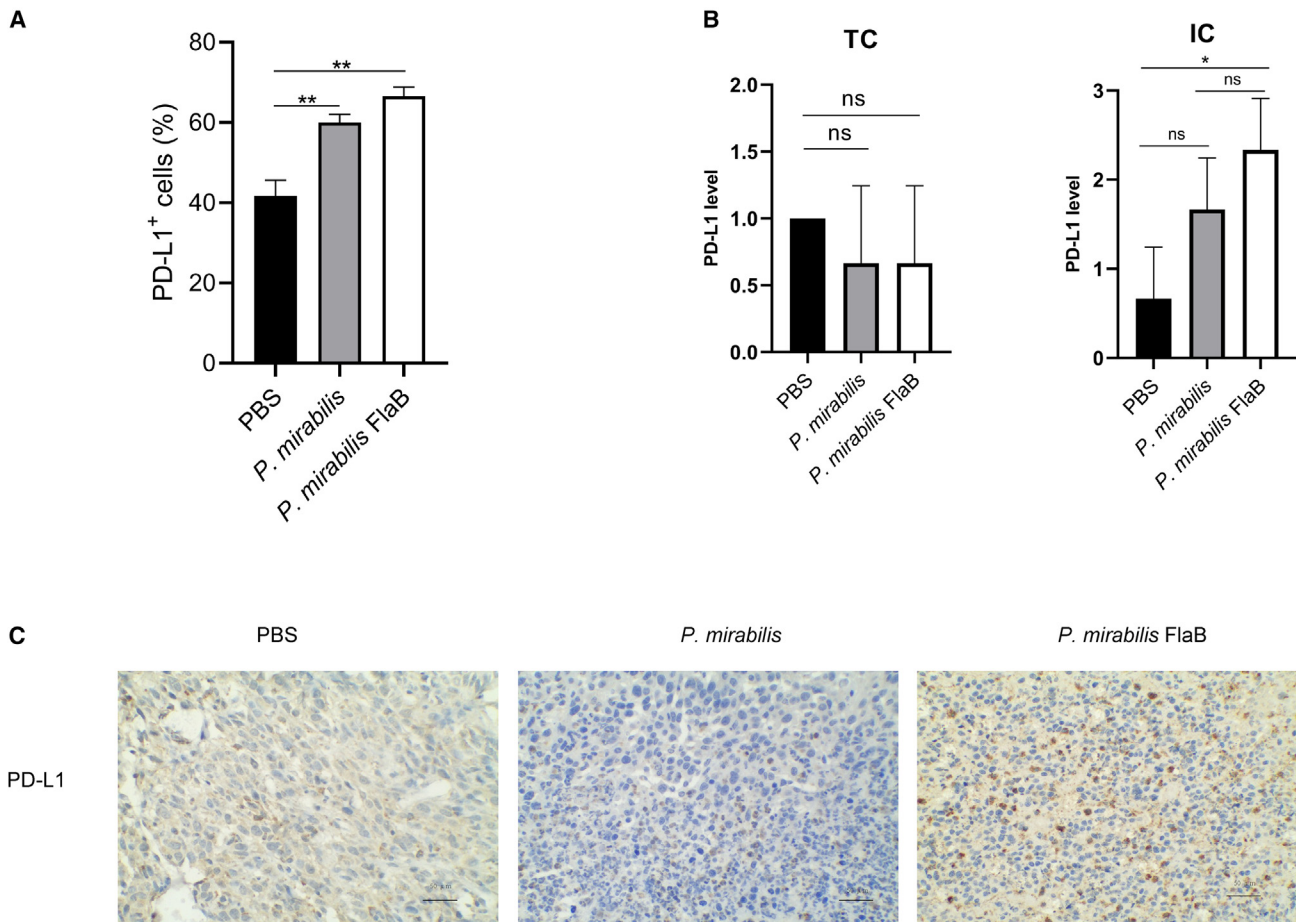 A
PD-L1+ cells (%)
80
60
40
20
0
**
**
PBS
P. mirabilis
P. mirabilis FlaB
B
TC
PD-L1 level
2.0
1.5
1.0
0.5
0.0
ns
ns
PBS
P. mirabilis
P. mirabilis FlaB
IC
PD-L1 level
3
2
1
0
*
ns
ns
PBS
P. mirabilis
P. mirabilis FlaB
C
PBS
P. mirabilis
P. mirabilis FlaB
PD-L1
50 μm